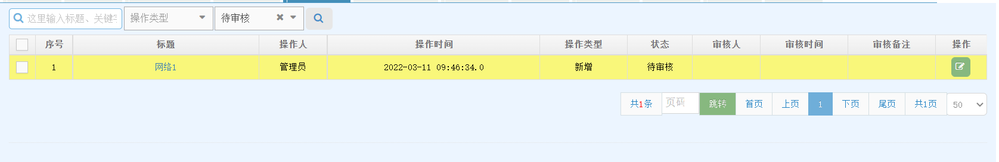 这里输入标题、关键字 操作类型 待审核
序号 标题 操作人 操作时间 操作类型 状态 审核人 审核时间 审核备注 操作
1 网络1 管理员 2022-03-11 09:46:34.0 新增 待审核
共1条 页码 跳转 首页 上页 1 下页 尾页 共1页 50